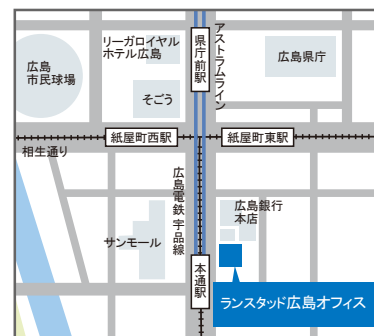 リーガロイヤル
ホテル広島
県庁前駅
アストラムライン
広島県庁
広島
市民球場
そごう
紙屋町西駅
紙屋町東駅
相生通り
広島電鉄宇品線
広島銀行
本店
サンモール
本通駅
ランスタッド広島オフィス